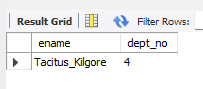 Result Grid Filter Rows:
ename dept_no
Tacitus_Kilgore 4